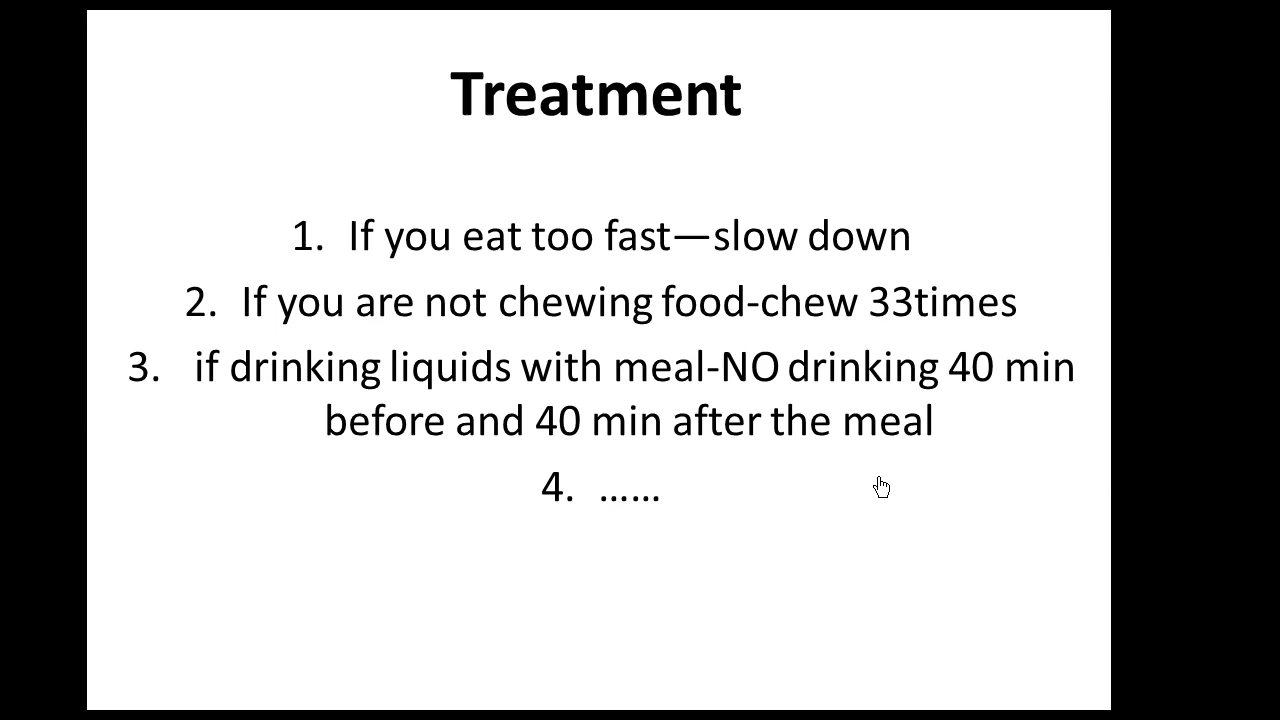 Treatment
1. If you eat too fast—slow down
2. If you are not chewing food-chew 33times
3. if drinking liquids with meal-NO drinking 40 min
before and 40 min after the meal
4. ......